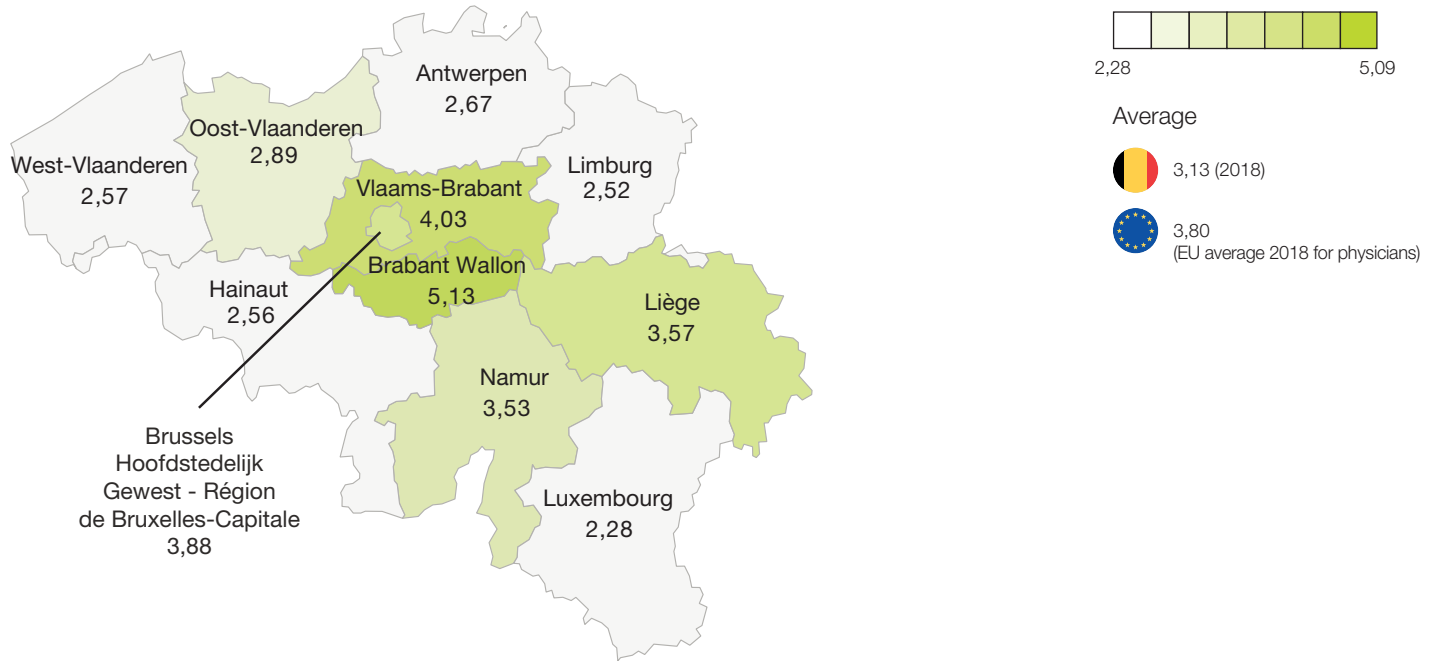 Antwerpen
2,67
Oost-Vlaanderen
2,89
West-Vlaanderen
2,57
Limburg
2,52
Vlaams-Brabant
4,03
Brabant Wallon
5,13
Hainaut
2,56
Liège
3,57
Namur
3,53
Brussels
Hoofdstedelijk
Gewest - Région
de Bruxelles-Capitale
3,88
Luxembourg
2,28
2,28
5,09
Average
3,13 (2018)
3,80
(EU average 2018 for physicians)